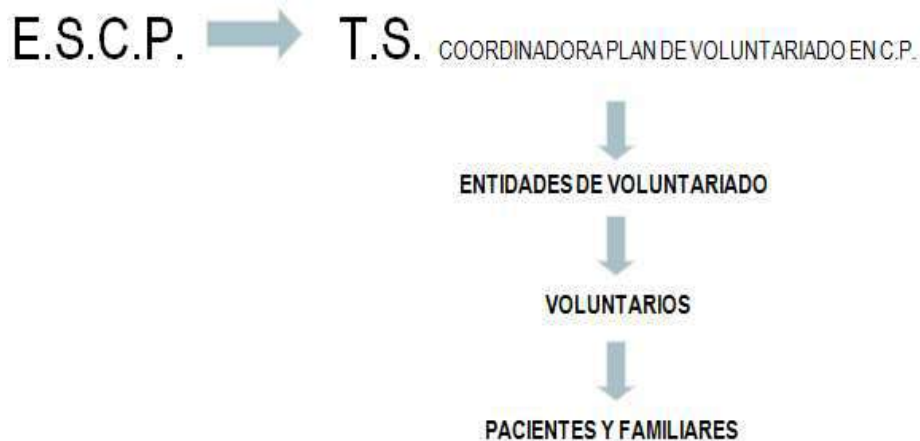 E.S.C.P. T.S. COORDINADORA PLAN DE VOLUNTARIADO EN C.P.
ENTIDADES DE VOLUNTARIADO
VOLUNTARIOS
PACIENTES Y FAMILIARES